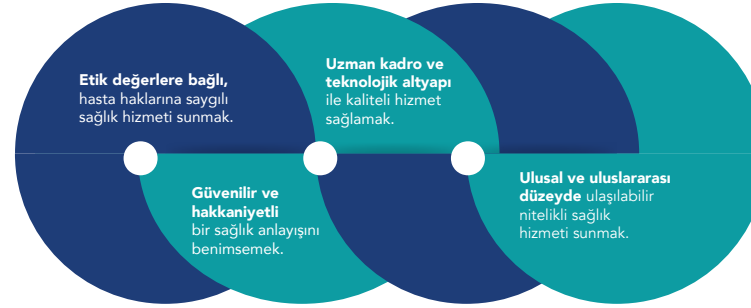 Etik değerlere bağlı,
hasta haklarına saygılı
sağlık hizmeti sunmak.
Güvenilir ve
hakkaniyetli
bir sağlık anlayışını
benimsemek.
Uzman kadro ve
teknolojik altyapı
ile kaliteli hizmet
sağlamak.
Ulusal ve uluslararası
düzeyde ulaşılabilir
nitelikli sağlık
hizmeti sunmak.